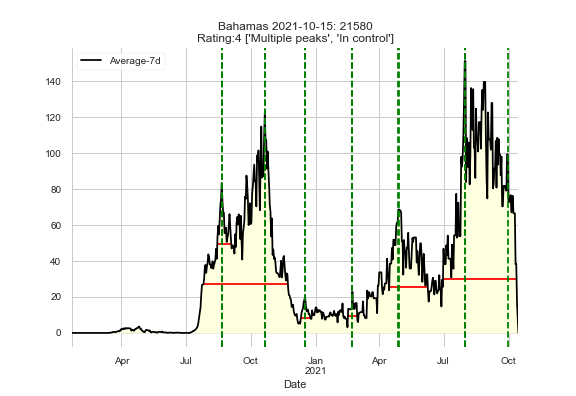 Bahamas 2021-10-15: 21580
Rating:4 ['Multiple peaks', 'In control']
Average-7d
140
120
100
80
60
40
20
0
Apr
Jul
Oct
Jan
2021
Apr
Jul
Oct
Date